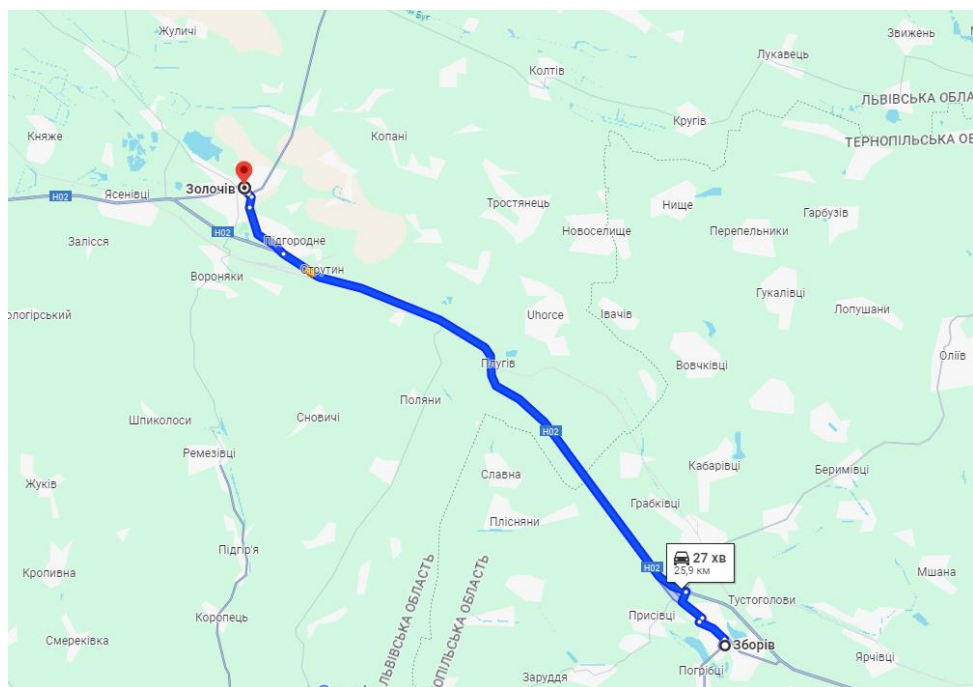 Жуличі
Звижень
Лукавець
Колтів
ЛЬВІВСЬКА ОБЛА
Кругів
Княже
Копані
ТЕРНОПІЛЬСЬКА ОБ
Золочів
Ясенівці
H02
Тростянець
Нище
Гарбузів
Новоселище
Перепельники
H02
Залісся
Підгородне
Вороняки
Струтин
Гукалівці
ологірський
Uhorce
Івачів
Лопушани
Плугів
Вовчківці
Оліїв
Поляни
Шпиколоси
Сновичі
H02
Ремезівці
Славна
Кабарівці
Беримівці
Жуків
Грабківці
Плісняни
Підгір'я
27 хв
25,9 км
H02
Кропивна
Мшана
ЛЬВІВСЬКА ОБЛАСТЬ
ОПІЛЬСЬКА ОБЛАСТЬ
Тустоголови
Присівці
Коропець
Смереківка
Зборів
Ярчівці
Погрібці
Заруддя